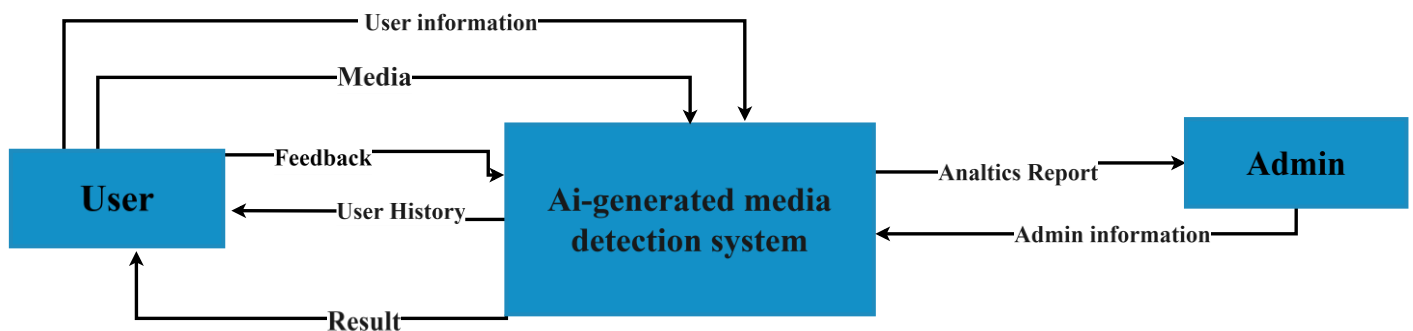 User information
Media
Feedback
User
User History
Result
Ai-generated media
detection system
Analtics Report
Admin
Admin information